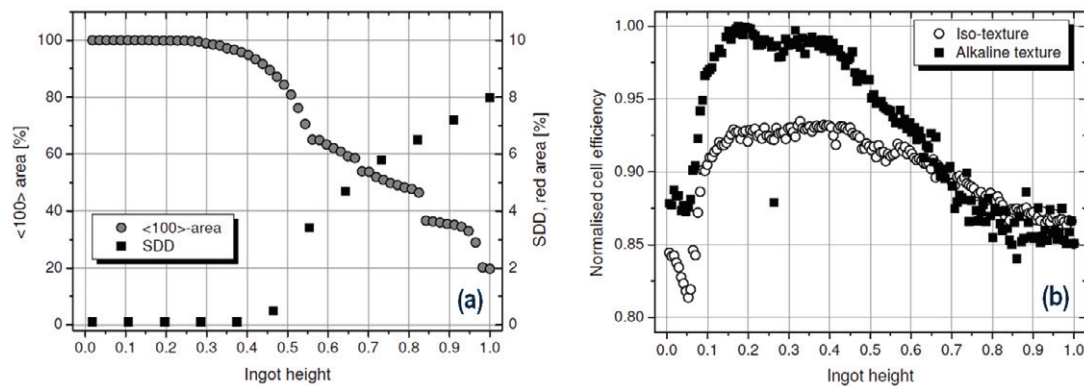 <100> area [%]
100
80
60
40
20
0
<100>-area
SDD
(a)
10
8
6
4
2
0
SDD, red area [%]
0.0 0.1 0.2 0.3 0.4 0.5 0.6 0.7 0.8 0.9 1.0
Ingot height
Normalised cell efficiency
1.00
0.95
0.90
0.85
0.80
Iso-texture
Alkaline texture
(b)
0.0 0.1 0.2 0.3 0.4 0.5 0.6 0.7 0.8 0.9 1.0
Ingot height